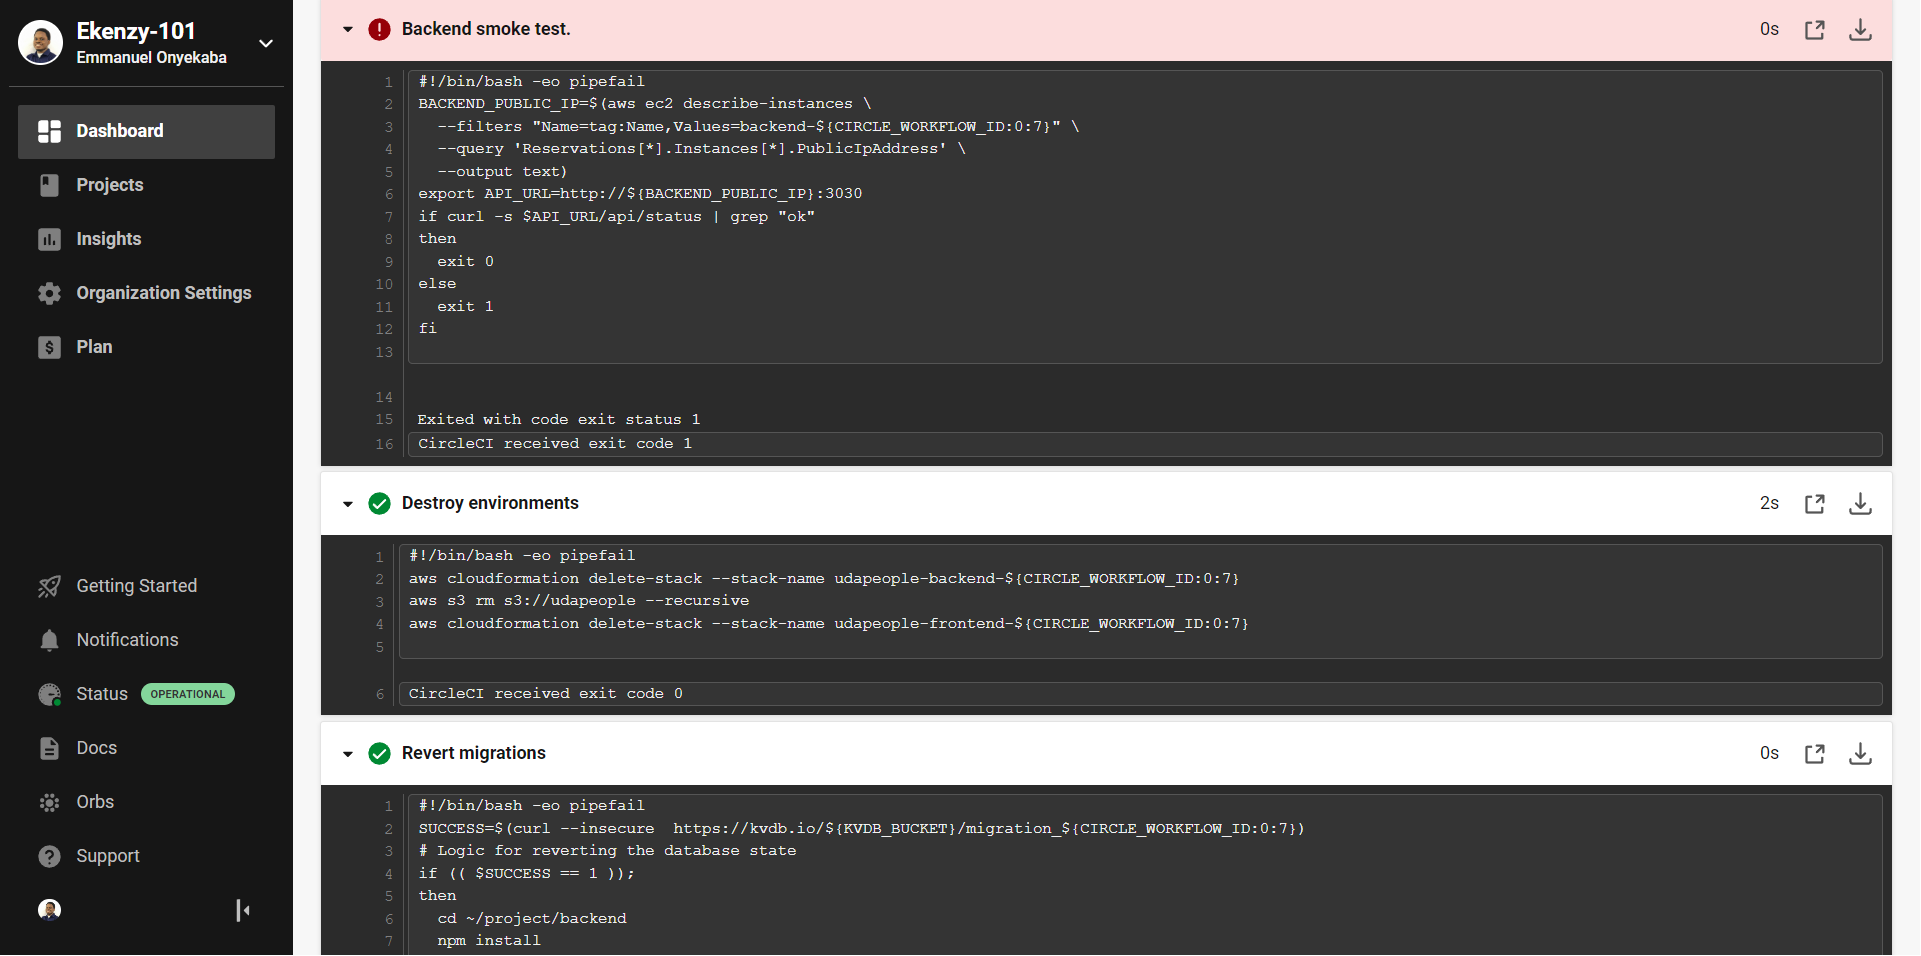 Ekenzy-101
Emmanuel Onyekaba
Dashboard
Projects
Insights
Organization Settings
Plan
Getting Started
Notifications
Status OPERATIONAL
Docs
Orbs
Support
Backend smoke test. 0s
1 #!/bin/bash -eo pipefail
2 BACKEND_PUBLIC_IP=$(aws ec2 describe-instances \
3 --filters "Name=tag:Name,Values=backend-${CIRCLE_WORKFLOW_ID:0:7}" \
4 --query 'Reservations[*].Instances[*].PublicIpAddress' \
5 --output text)
6 export API_URL=http://${BACKEND_PUBLIC_IP}:3030
7 if curl -s $API_URL/api/status | grep "ok"
8 then
9 exit 0
10 else
11 exit 1
12 fi
13
14
15 Exited with code exit status 1
16 CircleCI received exit code 1
Destroy environments 2s
1 #!/bin/bash -eo pipefail
2 aws cloudformation delete-stack --stack-name udapeople-backend-${CIRCLE_WORKFLOW_ID:0:7}
3 aws s3 rm s3://udapeople --recursive
4 aws cloudformation delete-stack --stack-name udapeople-frontend-${CIRCLE_WORKFLOW_ID:0:7}
5
6 CircleCI received exit code 0
Revert migrations 0s
1 #!/bin/bash -eo pipefail
2 SUCCESS=$(curl --insecure  https://kvdb.io/${KVDB_BUCKET}/migration_${CIRCLE_WORKFLOW_ID:0:7})
3 # Logic for reverting the database state
4 if (( $SUCCESS == 1 ));
5 then
6 cd ~/project/backend
7 npm install